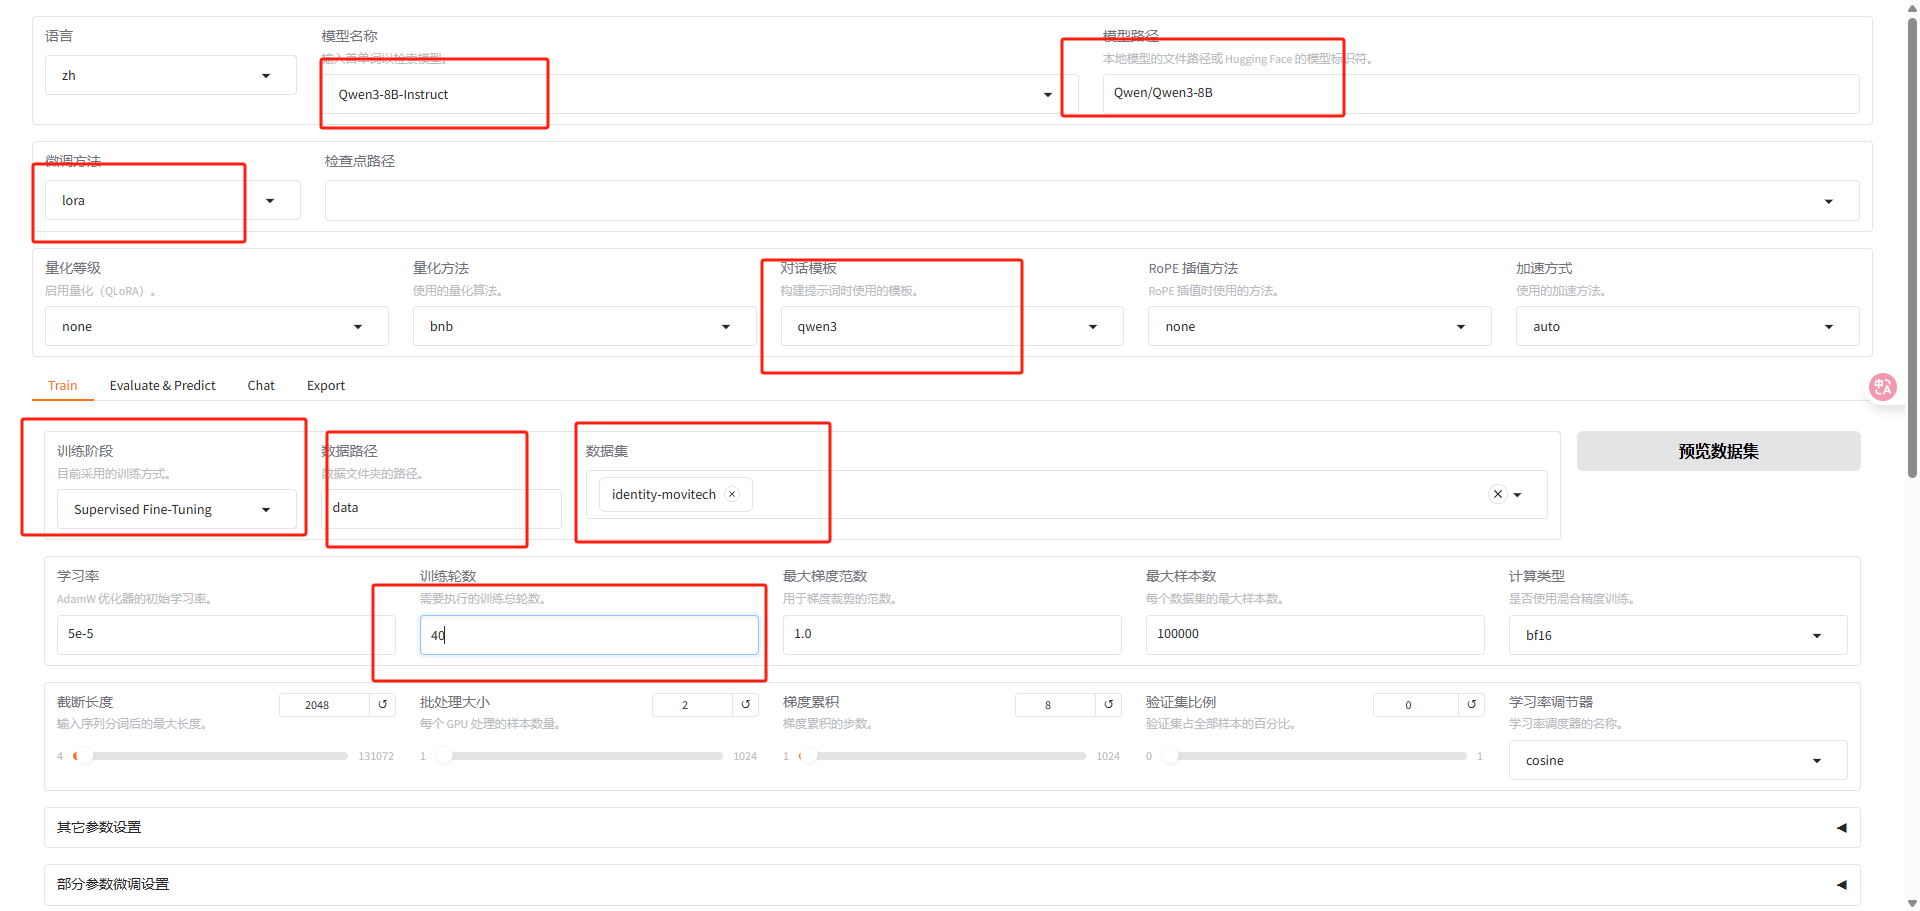 语言
模型名称
模型路径
输入首单词以检索模型。
本地模型的文件路径或 Hugging Face 的模型标识符。
zh
Qwen3-8B-Instruct
Qwen/Qwen3-8B
微调方法
检查点路径
lora
量化等级
量化方法
对话模板
RoPE 插值方法
加速方式
启用量化（QLoRA）。
使用的量化算法。
构建提示词时使用的模板。
RoPE 插值时使用的方法。
使用的加速方法。
none
bnb
qwen3
none
auto
Train
Evaluate & Predict
Chat
Export
中
A
训练阶段
数据路径
数据集
预览数据集
目前采用的训练方式。
数据文件夹的路径。
Supervised Fine-Tuning
data
identity-movitech
学习率
训练轮数
最大梯度范数
最大样本数
计算类型
AdamW 优化器的初始学习率。
需要执行的训练总轮数。
用于梯度裁剪的范数。
每个数据集的最大样本数。
是否使用混合精度训练。
5e-5
40
1.0
100000
bf16
截断长度
2048
批处理大小
2
梯度累积
8
验证集比例
0
学习率调节器
输入序列分词后的最大长度。
每个 GPU 处理的样本数量。
梯度累积的步数。
验证集占全部样本的百分比。
学习率调度器的名称。
4
131072
1
1024
1
1024
0
1
cosine
其它参数设置
部分参数微调设置